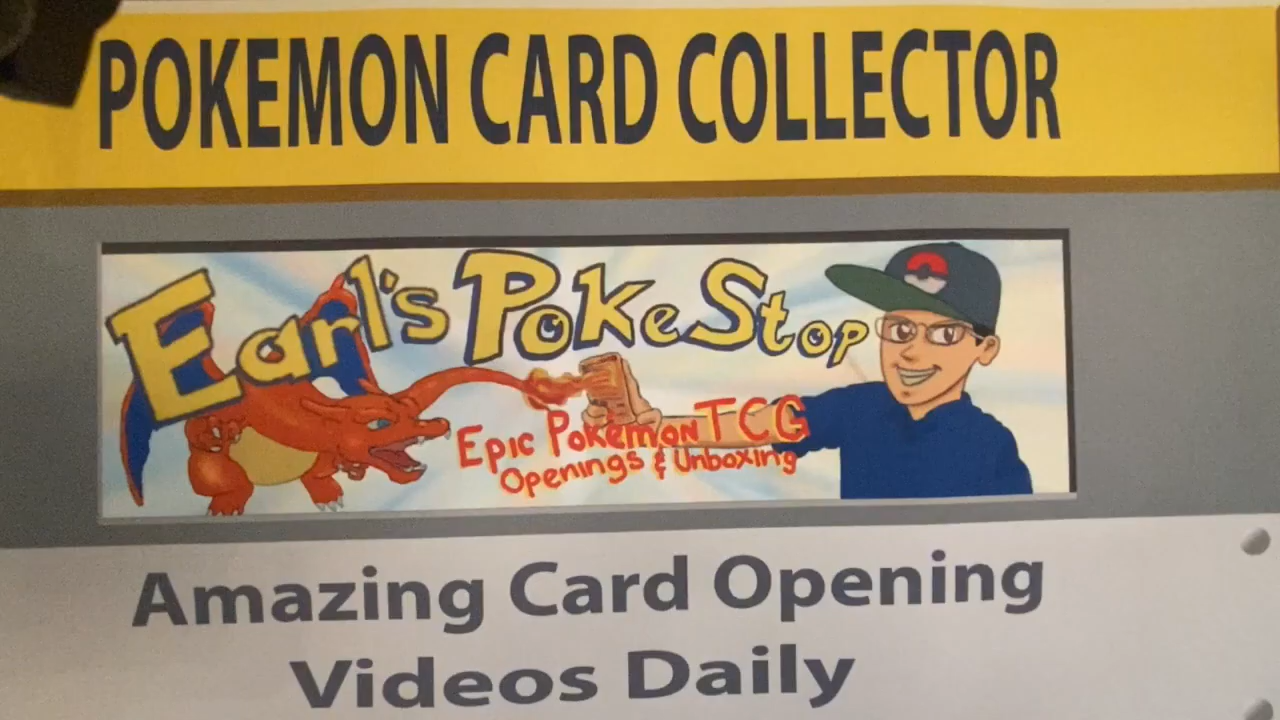 POKEMON CARD COLLECTOR
Earl's PokeStop
Epic Pokemon TCG
Openings & Unboxing
Amazing Card Opening
Videos Daily